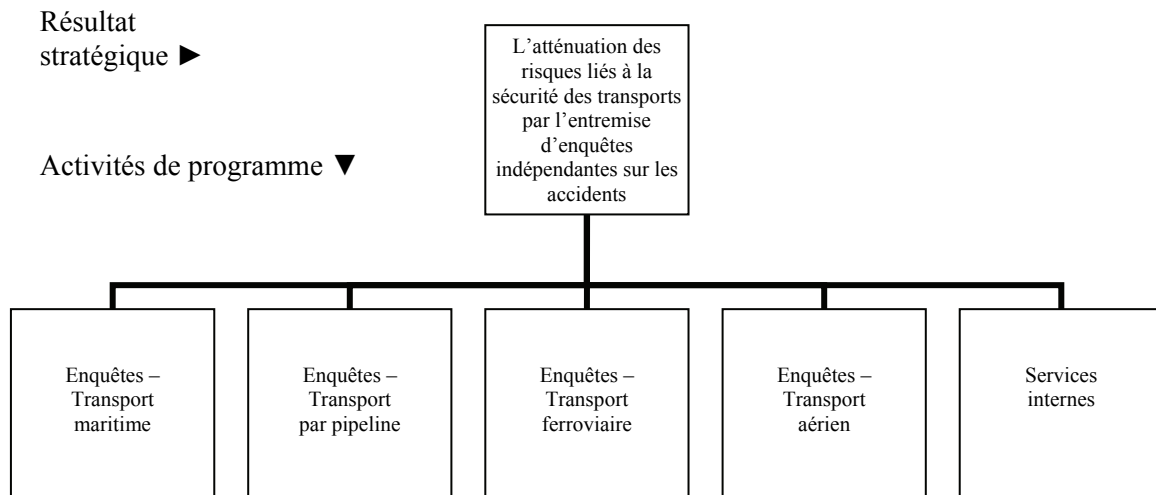 Résultat
stratégique ►
L’atténuation des
risques liés à la
sécurité des transports
par l’entremise
d’enquêtes
indépendantes sur les
accidents
Activités de programme ▼
Enquêtes –
Transport
maritime
Enquêtes –
Transport
par pipeline
Enquêtes –
Transport
ferroviaire
Enquêtes –
Transport
aérien
Services
internes